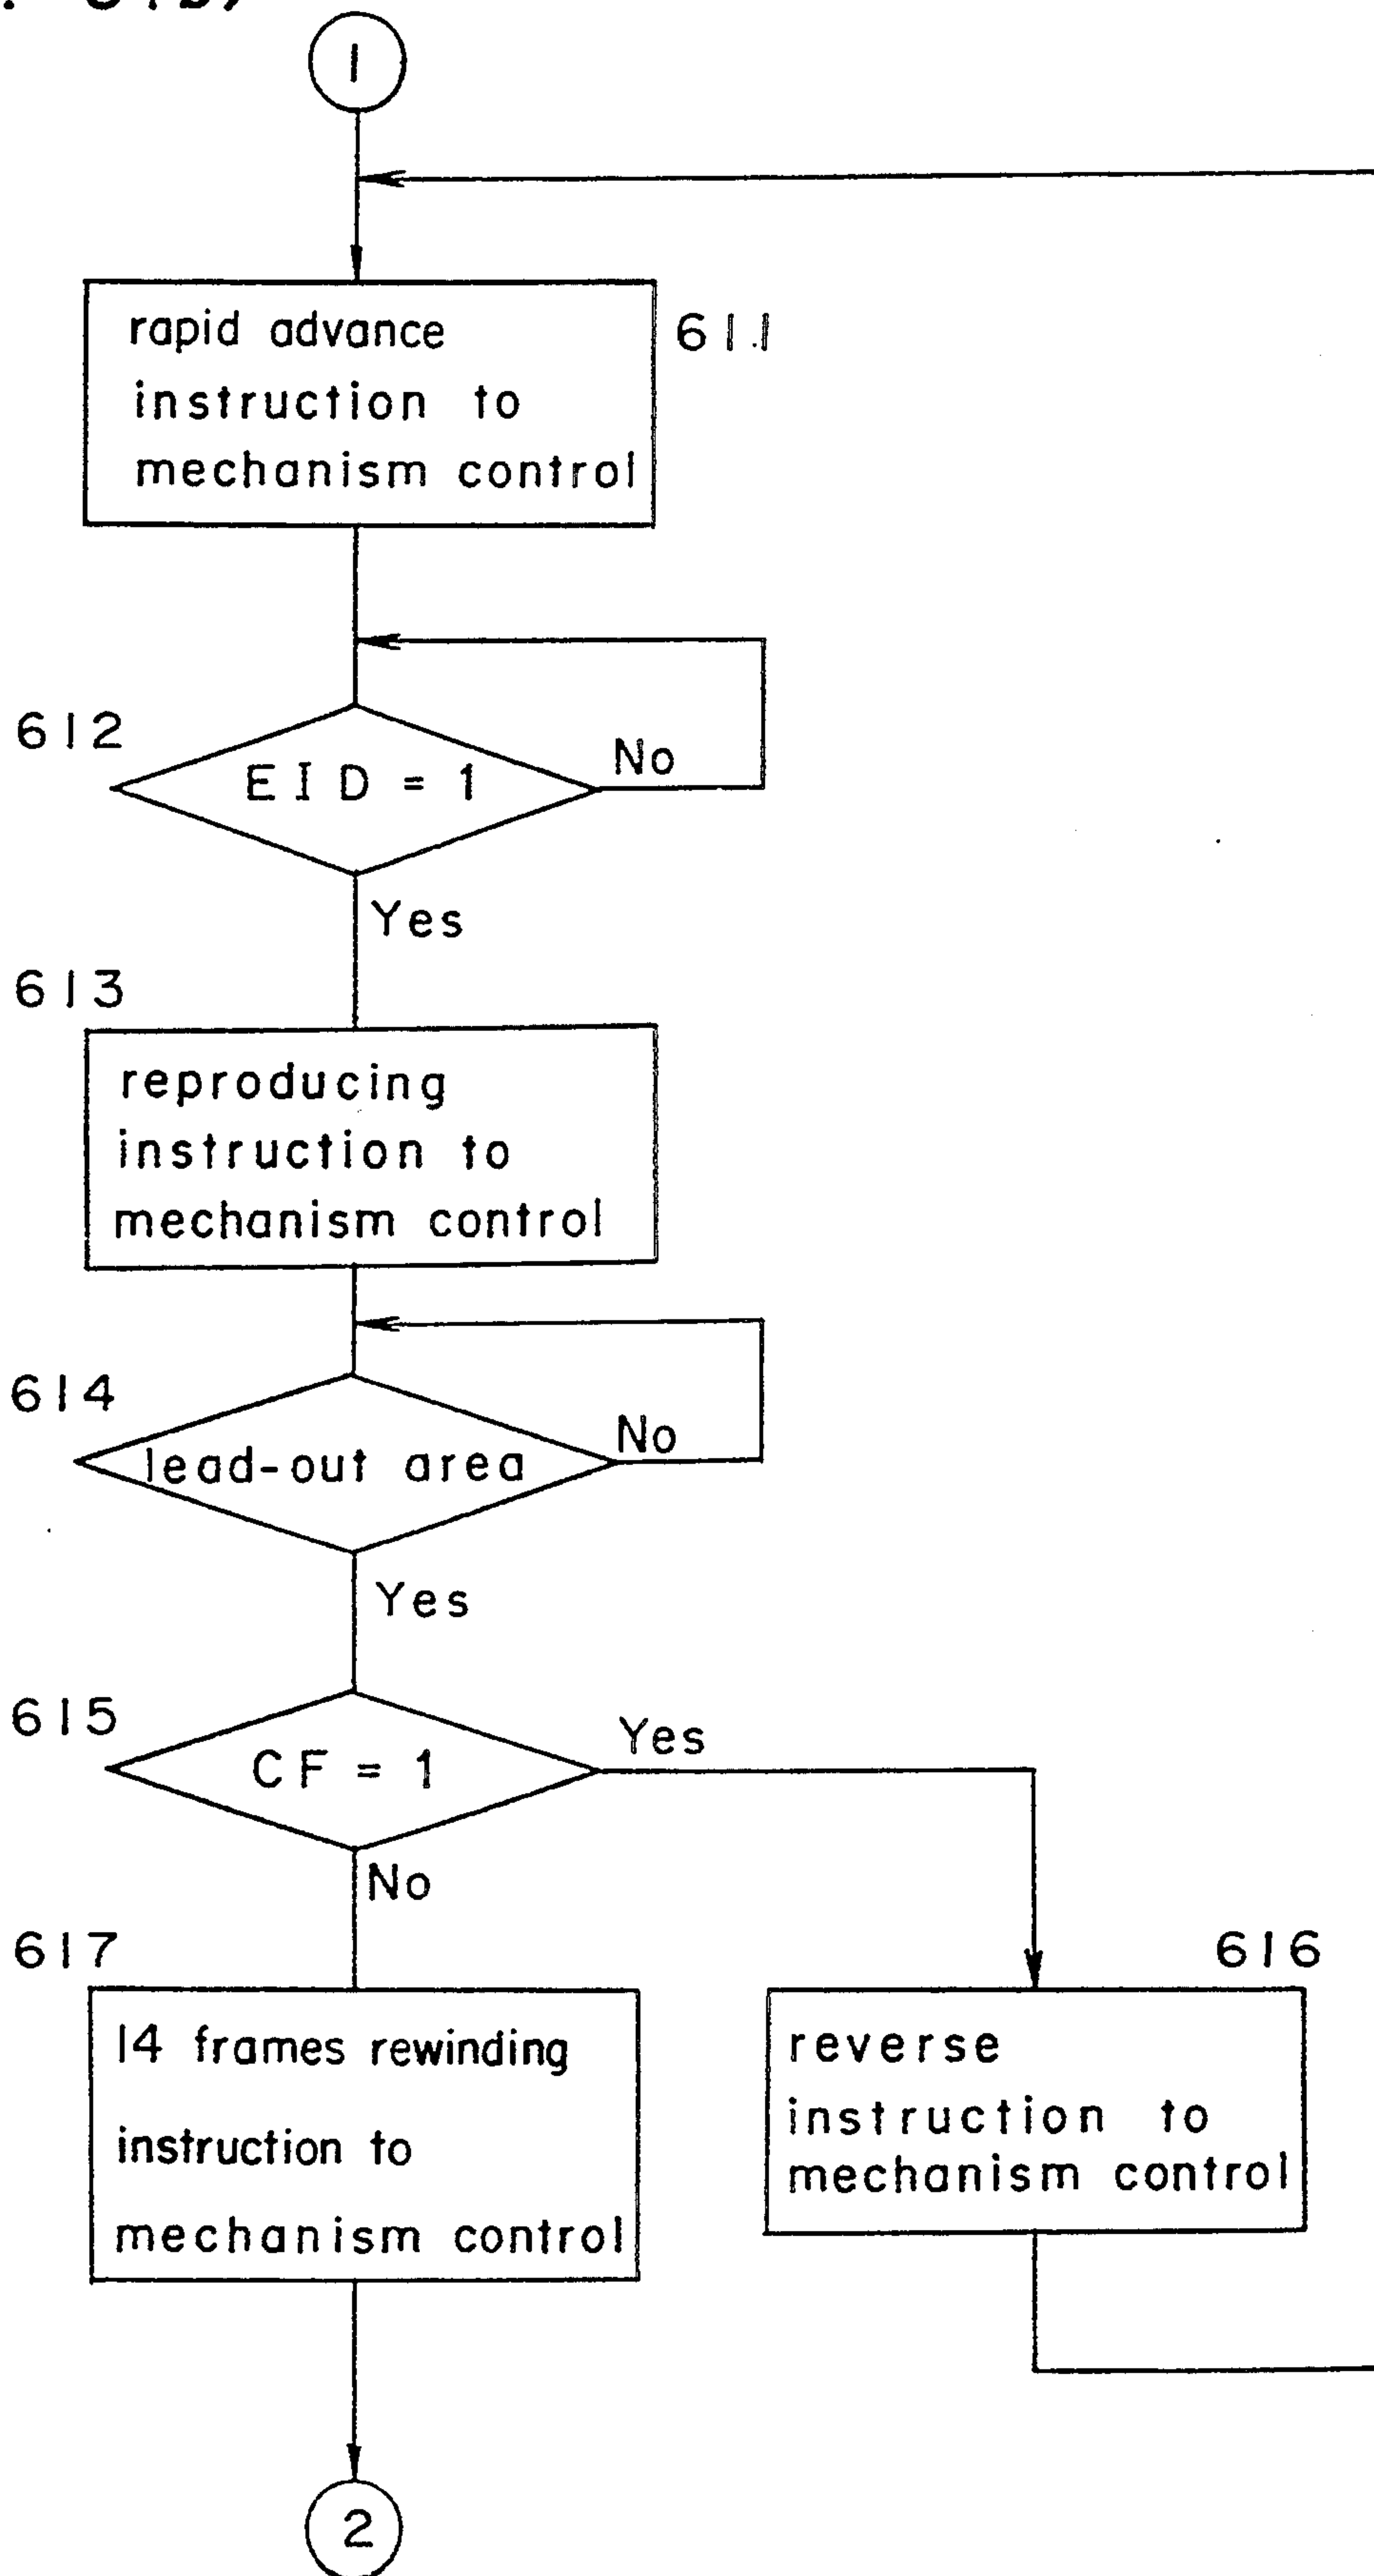 1
rapid advance
instruction to
mechanism control
611
612
EID = 1
No
Yes
613
reproducing
instruction to
mechanism control
614
lead-out area
No
Yes
615
CF = 1
Yes
No
617
14 frames rewinding
instruction to
mechanism control
616
reverse
instruction to
mechanism control
2